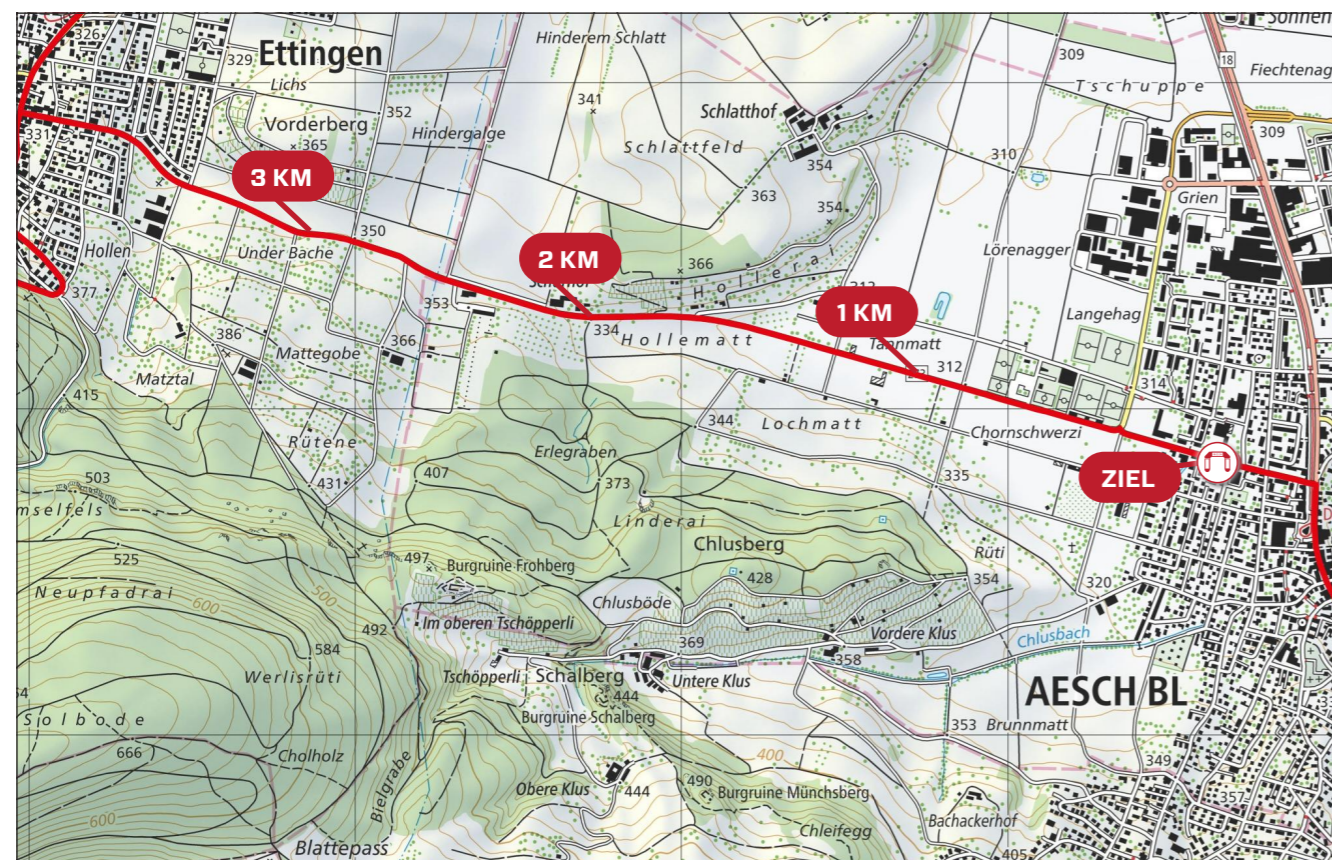 326
Ettingen
329
Lichs
Hinderem Schlatt
309
18
Fiechtenag
Tschuppe
341
352
Schlatthof
331
Vorderberg
365
Hindergalge
Schlattfeld
354
310
309
363
354
Grien
3 KM
Hollen
Under Bache
350
2 KM
366
Hollerai
Lörenagger
377
353
334
Hollematt
1 KM
Tannmatt
312
Langehag
314
386
Mattegobe
366
Matztal
415
344
Lochmatt
Chornschwerzi
Rütene
Erlegraben
407
373
335
ZIEL
503
mselfels
431
Linderai
525
497
Burgruine Frohberg
Chlusberg
428
Rüti
354
320
Neupfadrai
600
500
Chlusböde
492
Im oberen Tschöpperli
Vordere Klus
Chlusbach
584
369
358
Werlisrüti
Tschöpperli
Schalberg
Untere Klus
444
AESCH BL
Solbode
Burgruine Schalberg
353
Brunnmatt
666
Cholholz
400
349
Bielgrabe
Obere Klus
444
490
Burgruine Münchsberg
357
600
Chleifegg
Bachackerhof
Blattepass
405